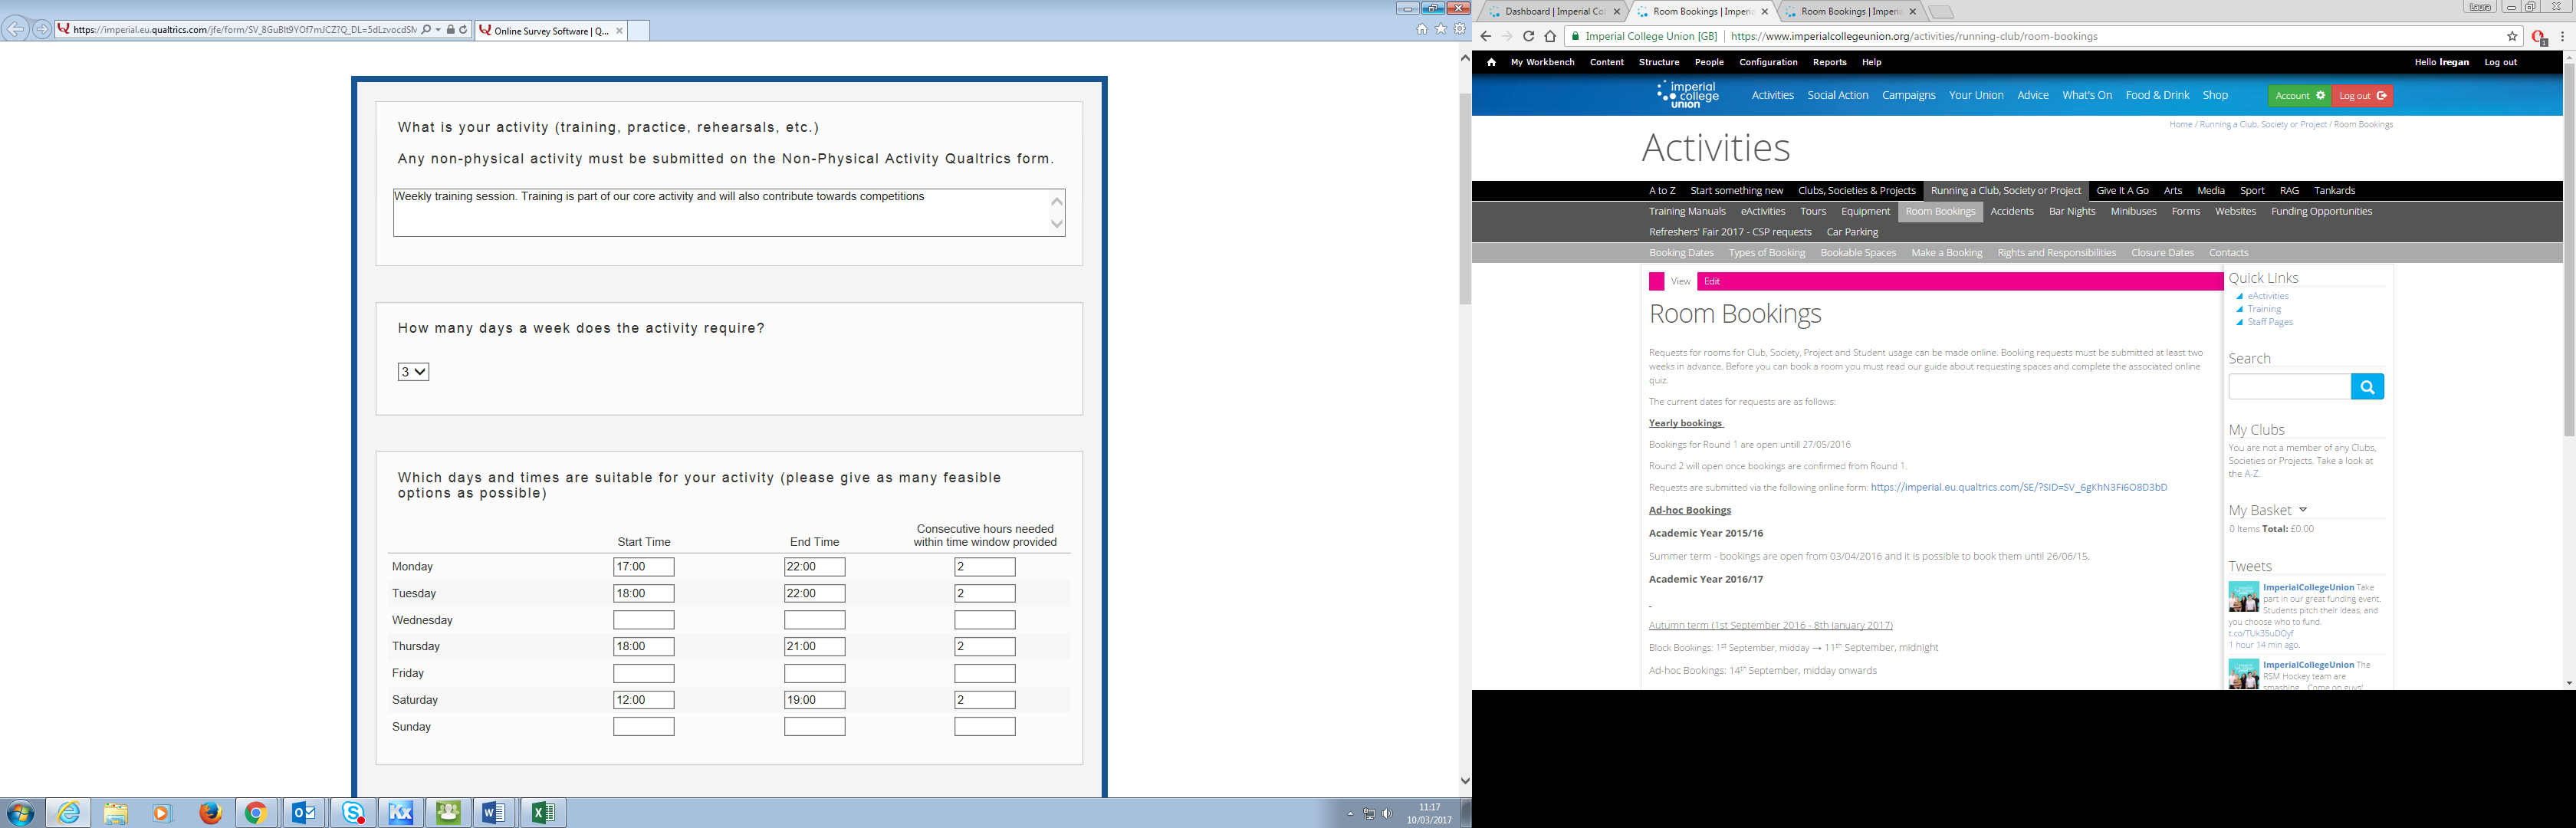 https://imperial.eu.qualtrics.com/jfe/form/SV_8GuBlt9YOf7mJCZ?Q_DL=5dLzvocdSM
Online Survey Software | Q...
What is your activity (training, practice, rehearsals, etc.)
Any non-physical activity must be submitted on the Non-Physical Activity Qualtrics form.
Weekly training session. Training is part of our core activity and will also contribute towards competitions
How many days a week does the activity require?
3
Which days and times are suitable for your activity (please give as many feasible
options as possible)
Start Time End Time Consecutive hours needed
within time window provided
Monday 17:00 22:00 2
Tuesday 18:00 22:00 2
Wednesday
Thursday 18:00 21:00 2
Friday
Saturday 12:00 19:00 2
Sunday
11:17
10/03/2017
Dashboard | Imperial Co Room Bookings | Imperia Room Bookings | Imperia
Laura
Imperial College Union [GB] https://www.imperialcollegeunion.org/activities/running-club/room-bookings
My Workbench Content Structure People Configuration Reports Help
Hello lregan Log out
imperial
college
union
Activities Social Action Campaigns Your Union Advice What's On Food & Drink Shop
Account Log out
Home / Running a Club, Society or Project / Room Bookings
Activities
A to Z Start something new Clubs, Societies & Projects Running a Club, Society or Project Give It A Go Arts Media Sport RAG Tankards
Training Manuals eActivities Tours Equipment Room Bookings Accidents Bar Nights Minibuses Forms Websites Funding Opportunities
Refreshers' Fair 2017 - CSP requests Car Parking
Booking Dates Types of Booking Bookable Spaces Make a Booking Rights and Responsibilities Closure Dates Contacts
View Edit
Room Bookings
Requests for rooms for Club, Society, Project and Student usage can be made online. Booking requests must be submitted at least two
weeks in advance. Before you can book a room you must read our guide about requesting spaces and complete the associated online
quiz.
The current dates for requests are as follows:
Yearly bookings
Bookings for Round 1 are open untill 27/05/2016
Round 2 will open once bookings are confirmed from Round 1.
Requests are submitted via the following online form: https://imperial.eu.qualtrics.com/SE/?SID=SV_6gKhN3Fi6O8D3bD
Ad-hoc Bookings
Academic Year 2015/16
Summer term - bookings are open from 03/04/2016 and it is possible to book them until 26/06/15.
Academic Year 2016/17
Autumn term (1st September 2016 - 8th January 2017)
Block Bookings: 1st September, midday → 11th September, midnight
Ad-hoc Bookings: 14th September, midday onwards
Quick Links
eActivities
Training
Staff Pages
Search
My Clubs
You are not a member of any Clubs,
Societies or Projects. Take a look at
the A-Z.
My Basket
0 Items Total: £0.00
Tweets
ImperialCollegeUnion Take
part in our great funding event.
Students pitch their ideas, and
you choose who to fund.
t.co/TUk35uDOyf
1 hour 14 min ago.
ImperialCollegeUnion The
RSM Hockey team are
smashing... Come on guys!